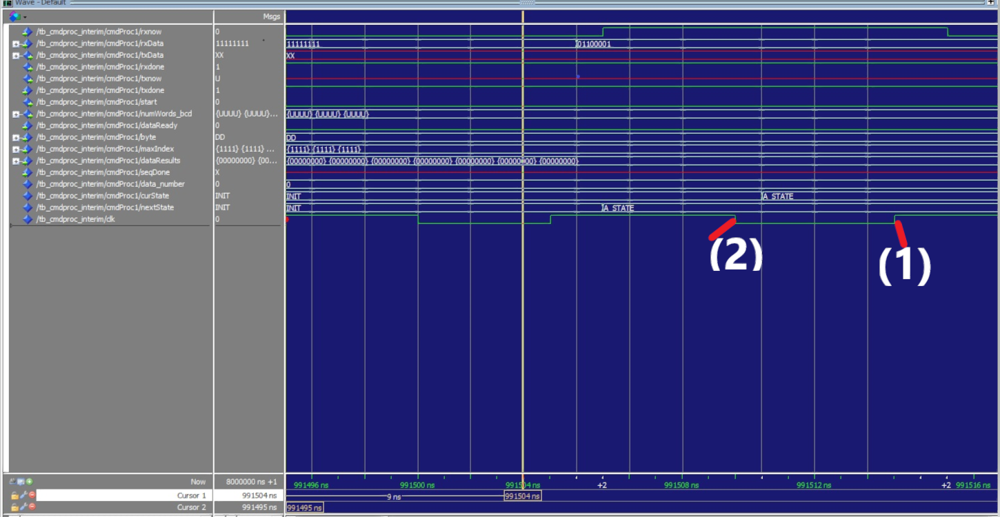 Wave - Default
Msgs
/tb_cmdproc_interim/cmdProc1/rxnow 0
/tb_cmdproc_interim/cmdProc1/rxData 11111111 11111111 01100001
/tb_cmdproc_interim/cmdProc1/txData XX XX
/tb_cmdproc_interim/cmdProc1/rxdone 1
/tb_cmdproc_interim/cmdProc1/txnow U
/tb_cmdproc_interim/cmdProc1/txdone 1
/tb_cmdproc_interim/cmdProc1/start 0
/tb_cmdproc_interim/cmdProc1/numWords_bcd {UUUU} {UUUU}... {UUUU} {UUUU} {UUUU}
/tb_cmdproc_interim/cmdProc1/dataReady 0
/tb_cmdproc_interim/cmdProc1/byte DD DD
/tb_cmdproc_interim/cmdProc1/maxIndex {1111} {1111} ... {1111} {1111} {1111}
/tb_cmdproc_interim/cmdProc1/dataResults {00000000} {00... {00000000} {00000000} {00000000} {00000000} {00000000} {00000000} {00000000}
/tb_cmdproc_interim/cmdProc1/seqDone X
/tb_cmdproc_interim/cmdProc1/data_number 0 0
/tb_cmdproc_interim/cmdProc1/curState INIT INIT A_STATE
/tb_cmdproc_interim/cmdProc1/nextState INIT INIT A_STATE
/tb_cmdproc_interim/clk 0
(2)
(1)
Now 8000000 ns +1 991496 ns 991500 ns 991504 ns +2 991508 ns 991512 ns +2 991516 ns
Cursor 1 991504 ns 9 ns 991504 ns
Cursor 2 991495 ns 991495 ns